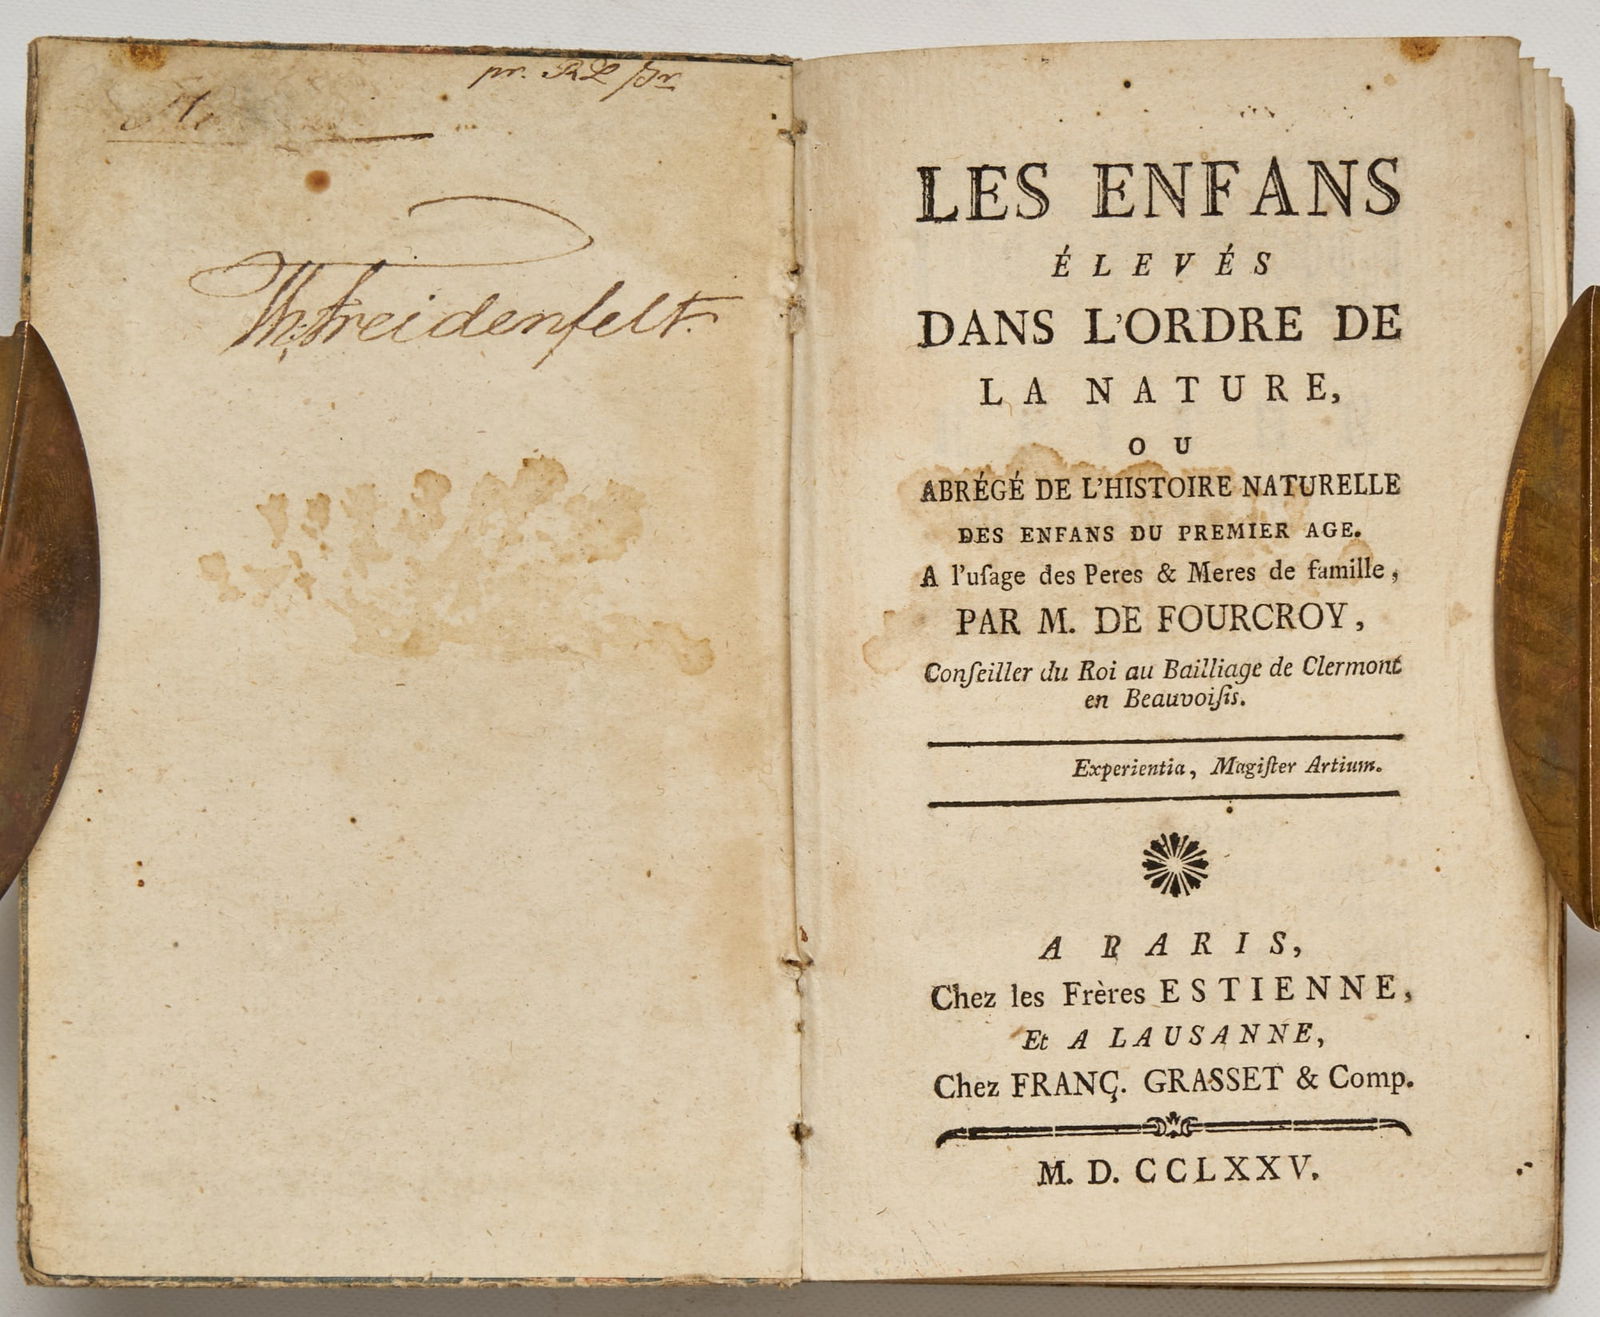 Freidenfelt.
LES ENFANS
ÉLEVÉS
DANS L'ORDRE DE
LA NATURE,
OU
ABRÉGÉ DE L'HISTOIRE NATURELLE
DES ENFANS DU PREMIER AGE.
A l'uſage des Peres & Meres de famille,
PAR M. DE FOURCROY,
Conſeiller du Roi au Bailliage de Clermont
en Beauvoiſis.
Experientia, Magiſter Artium.
A PARIS,
Chez les Frères ESTIENNE,
Et A LAUSANNE,
Chez FRANÇ. GRASSET & Comp.
M. D. CCLXXV.